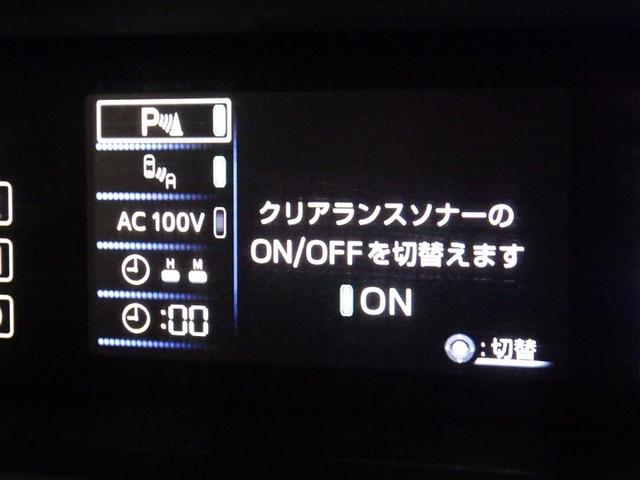 P
A
AC 100V
H M
:00
クリアランスソナーの
ON/OFFを切替えます
ON
:切替